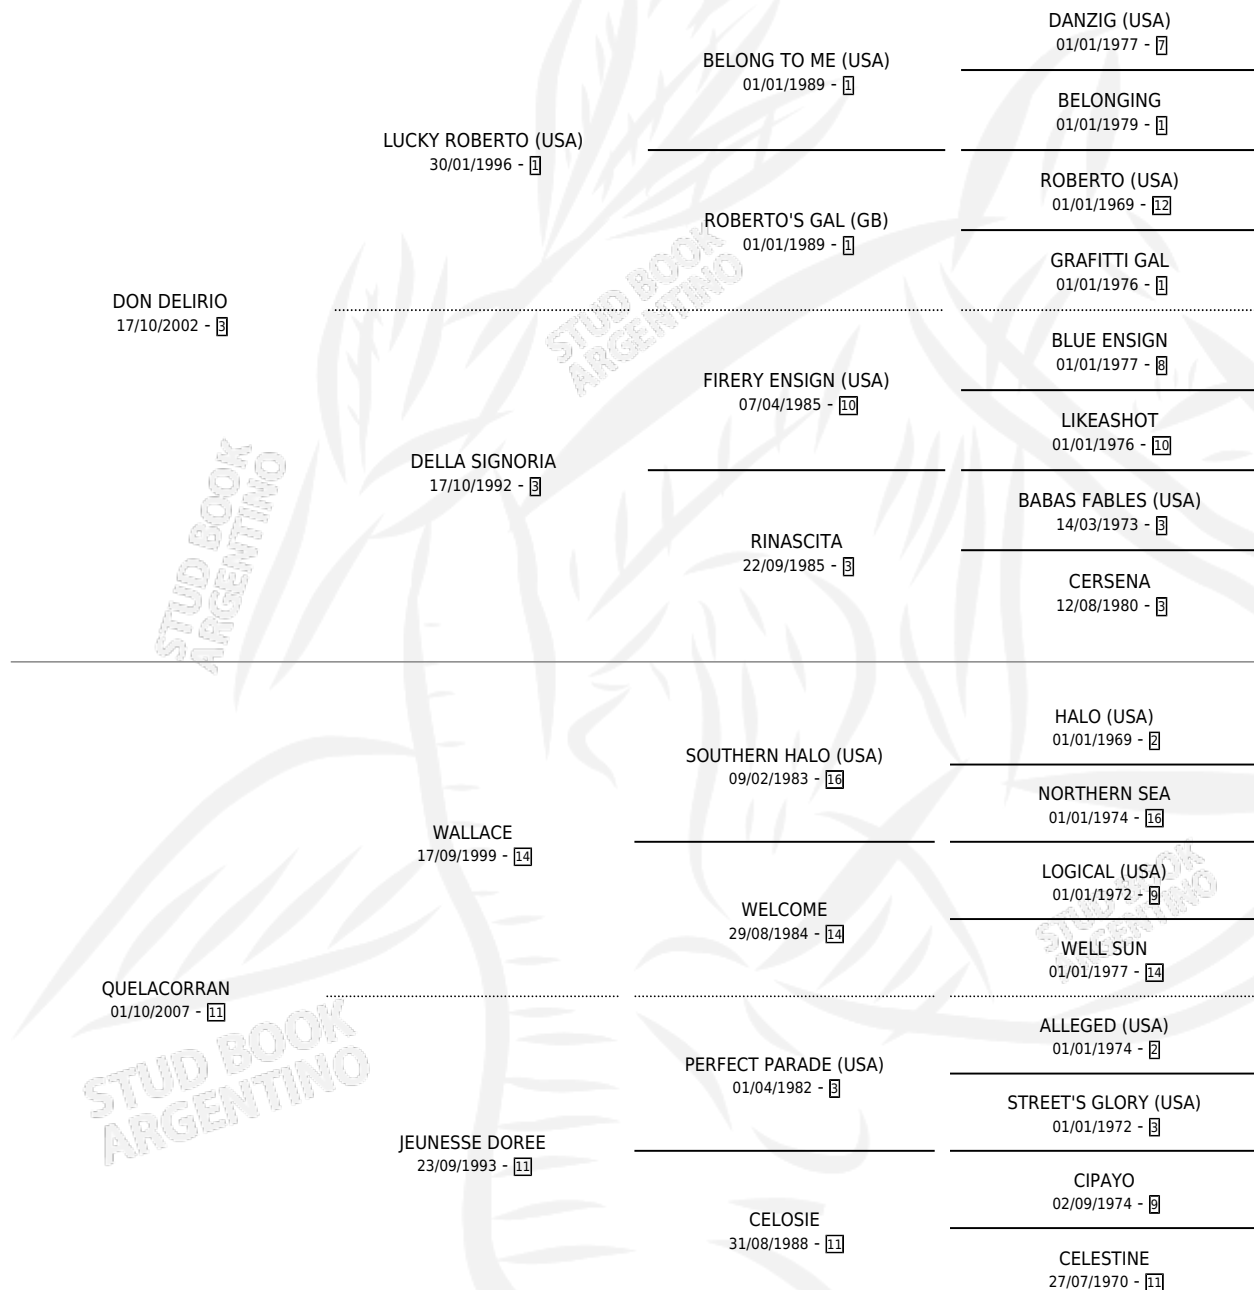 DANZIG (USA)
01/01/1977 - 7
BELONG TO ME (USA)
01/01/1989 - 1
BELONGING
01/01/1979 - 1
LUCKY ROBERTO (USA)
30/01/1996 - 1
ROBERTO (USA)
01/01/1969 - 12
ROBERTO'S GAL (GB)
01/01/1989 - 1
GRAFITTI GAL
01/01/1976 - 1
DON DELIRIO
17/10/2002 - 3
BLUE ENSIGN
01/01/1977 - 8
FIRERY ENSIGN (USA)
07/04/1985 - 10
LIKEASHOT
01/01/1976 - 10
DELLA SIGNORIA
17/10/1992 - 3
BABAS FABLES (USA)
14/03/1973 - 3
RINASCITA
22/09/1985 - 3
CERSENA
12/08/1980 - 3
HALO (USA)
01/01/1969 - 2
SOUTHERN HALO (USA)
09/02/1983 - 16
NORTHERN SEA
01/01/1974 - 16
WALLACE
17/09/1999 - 14
LOGICAL (USA)
01/01/1972 - 9
WELCOME
29/08/1984 - 14
WELL SUN
01/01/1977 - 14
QUELACORRAN
01/10/2007 - 11
ALLEGED (USA)
01/01/1974 - 2
PERFECT PARADE (USA)
01/04/1982 - 3
STREET'S GLORY (USA)
01/01/1972 - 3
JEUNESSE DOREE
23/09/1993 - 11
CIPAYO
02/09/1974 - 9
CELOSIE
31/08/1988 - 11
CELESTINE
27/07/1970 - 11
STUD BOOK
ARGENTINO
STUD BOOK
ARGENTINO
STUD BOOK
ARGENTINO
STUD BOOK
ARGENTINO